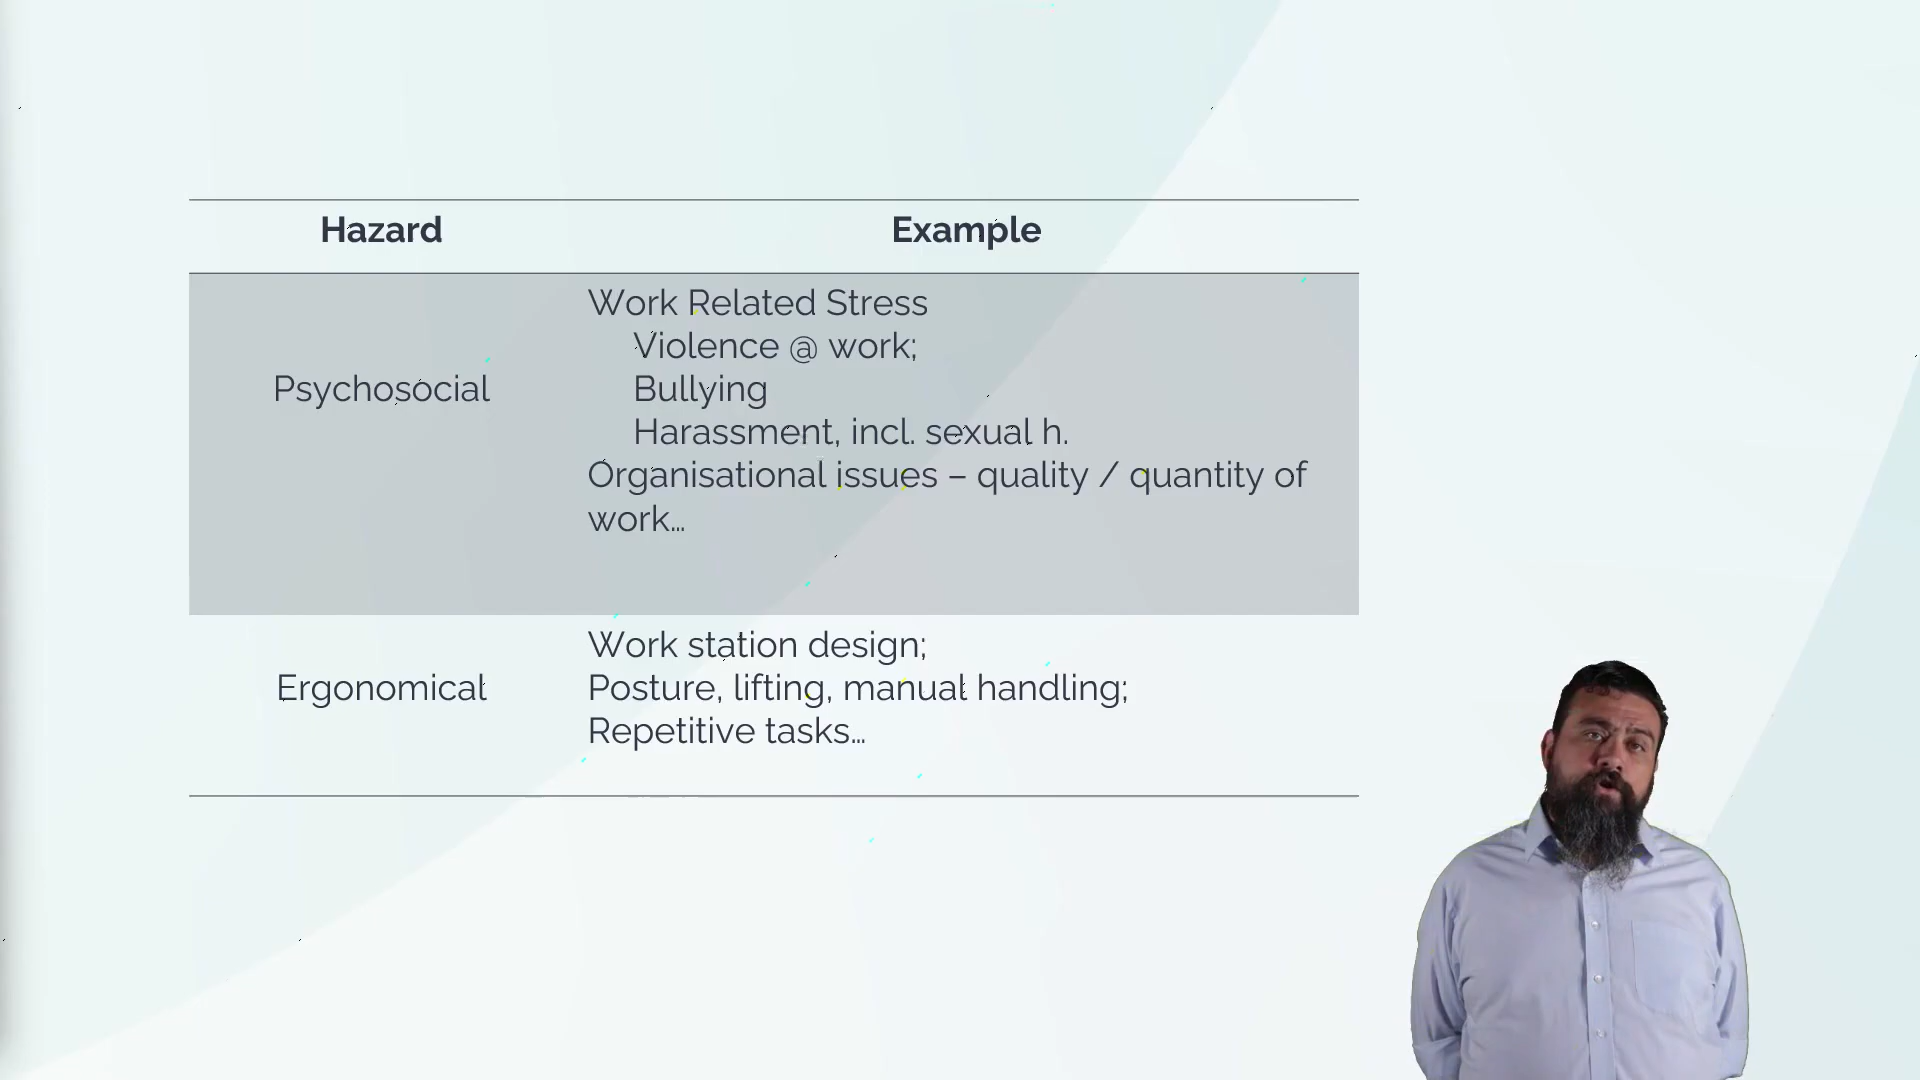 Hazard Example
Work Related Stress
Violence @ work;
Psychosocial Bullying
Harassment, incl. sexual h.
Organisational issues – quality / quantity of
work...
Work station design;
Ergonomical Posture, lifting, manual handling;
Repetitive tasks...